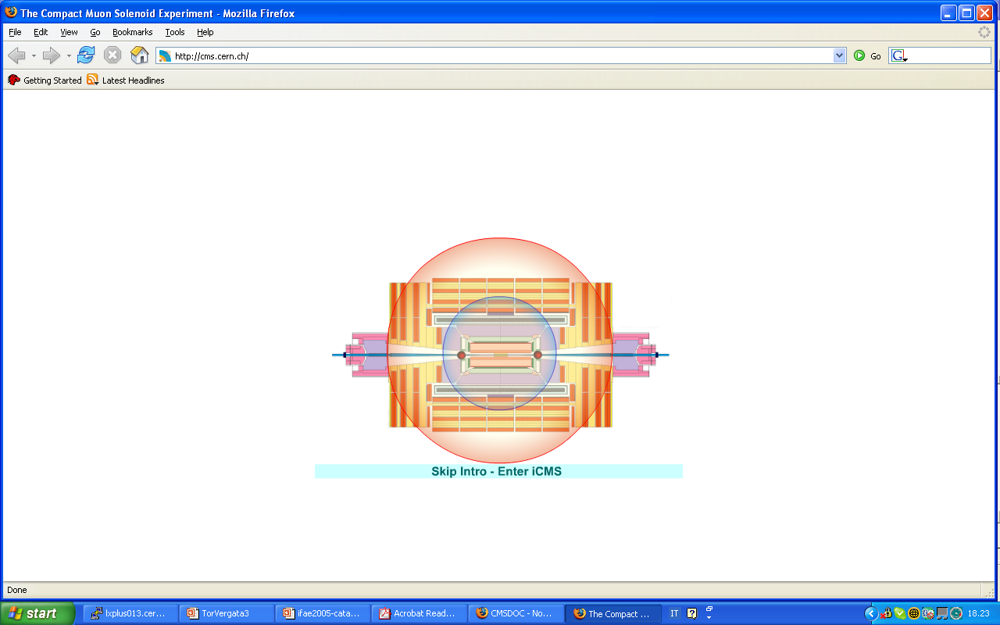 The Compact Muon Solenoid Experiment - Mozilla Firefox
File Edit View Go Bookmarks Tools Help
http://cms.cern.ch/ Go G
Getting Started Latest Headlines
Skip Intro - Enter iCMS
Done
start lxplus013.cer... TorVergata3 ifae2005-cata... Acrobat Read... CMSDOC - No... The Compact ... IT 18.23